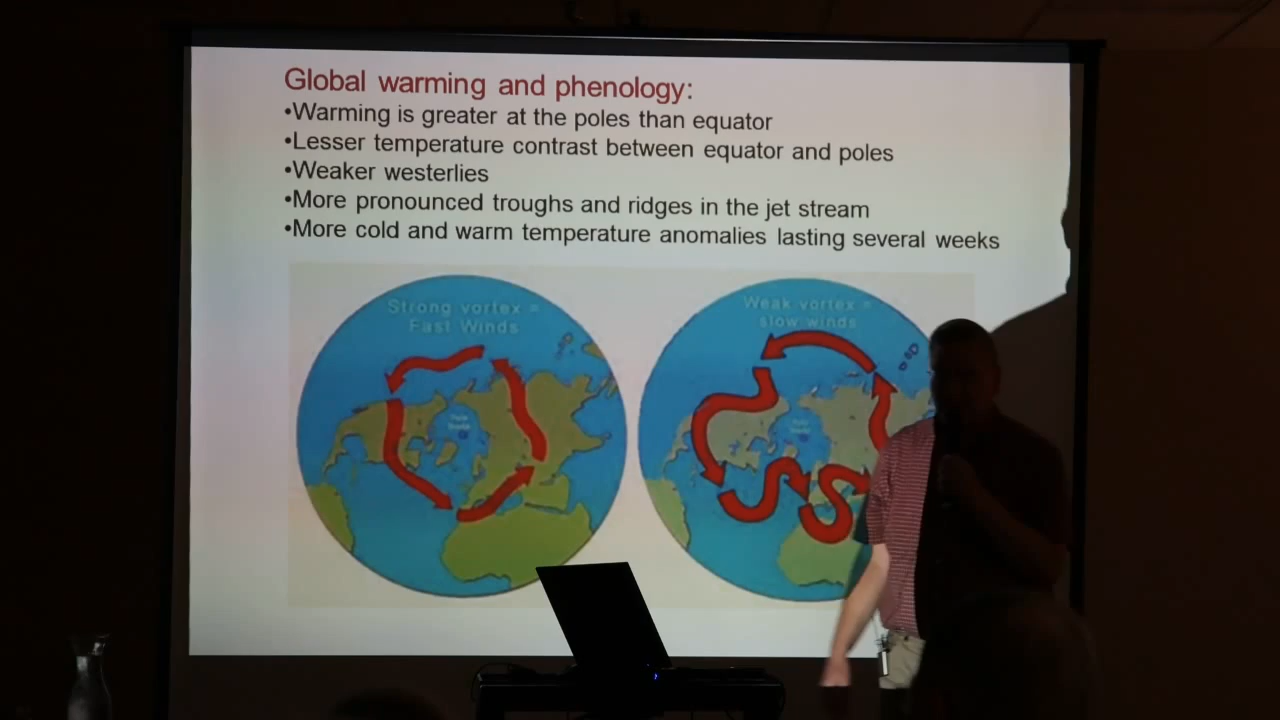 Global warming and phenology:
•Warming is greater at the poles than equator
•Lesser temperature contrast between equator and poles
•Weaker westerlies
•More pronounced troughs and ridges in the jet stream
•More cold and warm temperature anomalies lasting several weeks
Strong vortex =
Fast Winds
Weak vortex =
slow winds